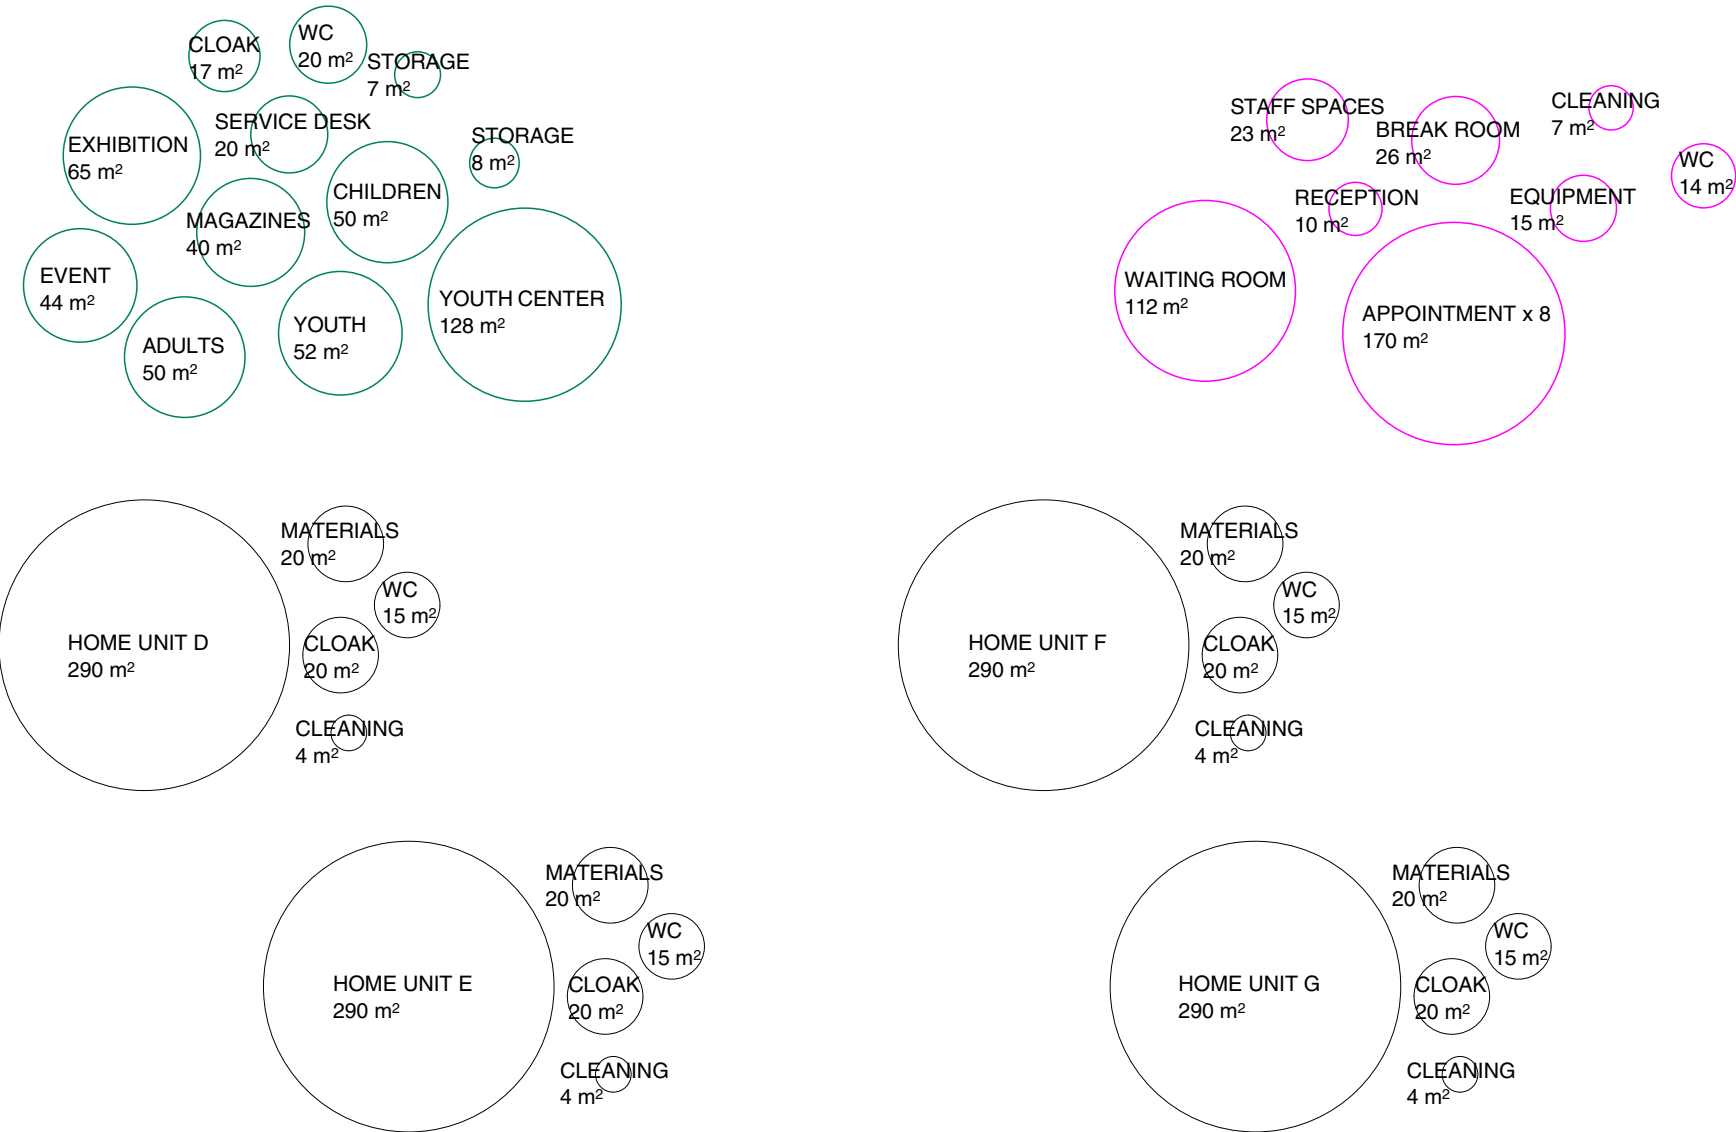 CLOAK
17 m²
WC
20 m²
STORAGE
7 m²
EXHIBITION
65 m²
SERVICE DESK
20 m²
STORAGE
8 m²
CHILDREN
50 m²
MAGAZINES
40 m²
EVENT
44 m²
YOUTH CENTER
128 m²
YOUTH
52 m²
ADULTS
50 m²
STAFF SPACES
23 m²
BREAK ROOM
26 m²
CLEANING
7 m²
WC
14 m²
RECEPTION
10 m²
EQUIPMENT
15 m²
WAITING ROOM
112 m²
APPOINTMENT x 8
170 m²
HOME UNIT D
290 m²
MATERIALS
20 m²
WC
15 m²
CLOAK
20 m²
CLEANING
4 m²
HOME UNIT F
290 m²
MATERIALS
20 m²
WC
15 m²
CLOAK
20 m²
CLEANING
4 m²
HOME UNIT E
290 m²
MATERIALS
20 m²
WC
15 m²
CLOAK
20 m²
CLEANING
4 m²
HOME UNIT G
290 m²
MATERIALS
20 m²
WC
15 m²
CLOAK
20 m²
CLEANING
4 m²